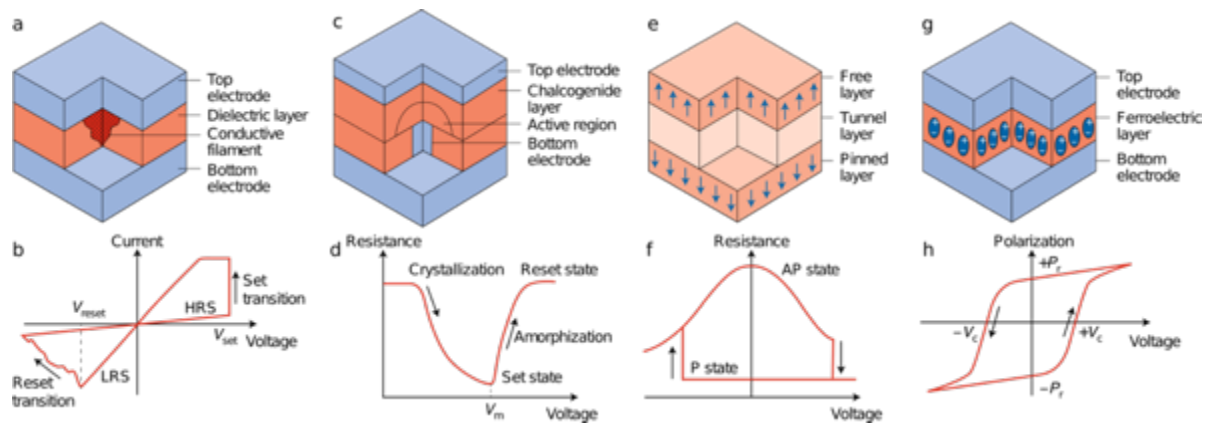 a
Top
electrode
Dielectric layer
Conductive
filament
Bottom
electrode
c
Top electrode
Chalcogenide
layer
Active region
Bottom
electrode
e
Free
layer
Tunnel
layer
Pinned
layer
g
Top
electrode
Ferroelectric
layer
Bottom
electrode
b
Current
Set
transition
HRS
Vreset
Vset
Voltage
LRS
Reset
transition
d
Resistance
Crystallization
Reset state
Amorphization
Set state
Vm
Voltage
f
Resistance
AP state
P state
Voltage
h
Polarization
+Pr
−Vc
+Vc
−Pr